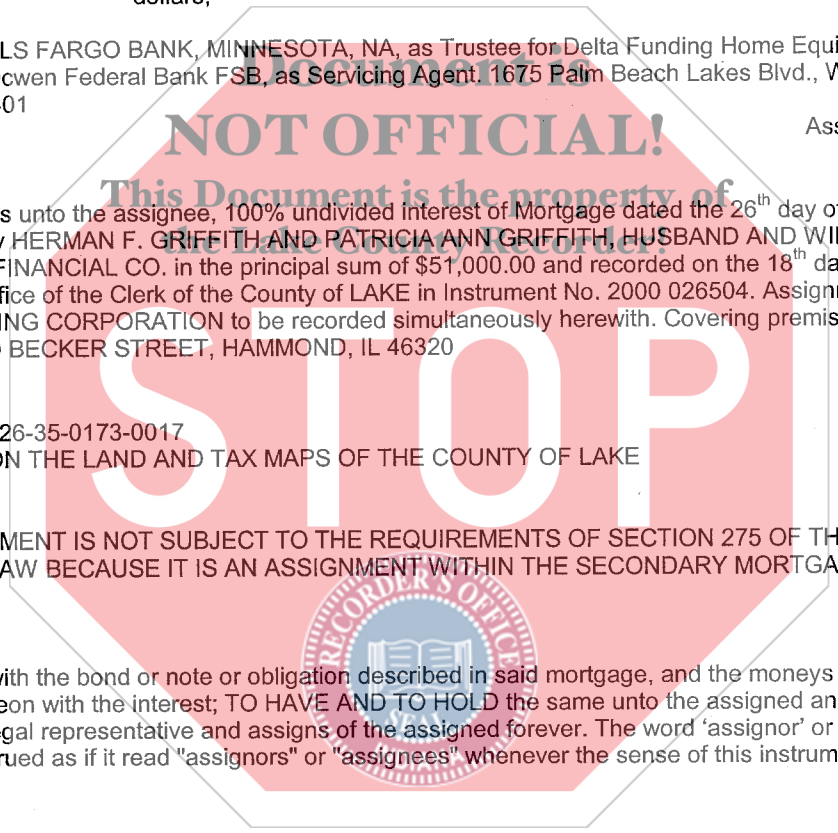 dollars,
LS FARGO BANK, MINNESOTA, NA, as Trustee for Delta Funding Home Equi
cwen Federal Bank FSB, as Servicing Agent. 1675 Palm Beach Lakes Blvd., W
01
Document is
NOT OFFICIAL!
Ass
This Document is the property of
the Lake County Recorder!
s unto the assignee, 100% undivided interest of Mortgage dated the 26th day o
HERMAN F. GRIFFITH AND PATRICIA ANN GRIFFITH, HUSBAND AND WI
FINANCIAL CO. in the principal sum of $51,000.00 and recorded on the 18th da
fice of the Clerk of the County of LAKE in Instrument No. 2000 026504. Assign
ING CORPORATION to be recorded simultaneously herewith. Covering premis
BECKER STREET, HAMMOND, IL 46320
STOP
26-35-0173-0017
ON THE LAND AND TAX MAPS OF THE COUNTY OF LAKE
MENT IS NOT SUBJECT TO THE REQUIREMENTS OF SECTION 275 OF TH
AW BECAUSE IT IS AN ASSIGNMENT WITHIN THE SECONDARY MORTGA
RECORDER'S OFFICE
SEAL
INDIANA
with the bond or note or obligation described in said mortgage, and the moneys
eon with the interest; TO HAVE AND TO HOLD the same unto the assigned an
gal representative and assigns of the assigned forever. The word 'assignor' or
rued as if it read "assignors" or "assignees" whenever the sense of this instrum